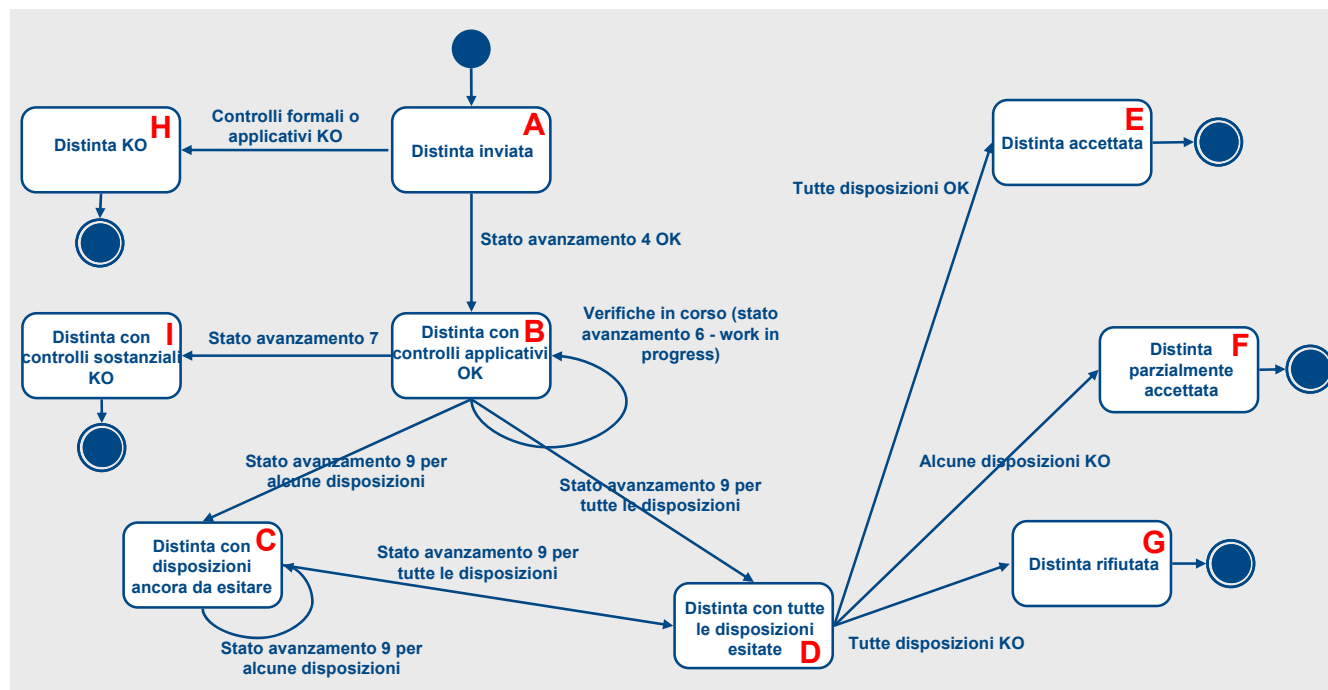 Controlli formali o
applicativi KO
H
Distinta KO
A
Distinta inviata
E
Distinta accettata
Tutte disposizioni OK
Stato avanzamento 4 OK
Verifiche in corso (stato
avanzamento 6 - work in
progress)
I
Distinta con
controlli sostanziali
KO
Stato avanzamento 7
B
Distinta con
controlli applicativi
OK
F
Distinta
parzialmente
accettata
Stato avanzamento 9 per
alcune disposizioni
Alcune disposizioni KO
Stato avanzamento 9 per
tutte le disposizioni
C
Distinta con
disposizioni
ancora da esitare
Stato avanzamento 9 per
tutte le disposizioni
G
Distinta rifiutata
Distinta con tutte
le disposizioni
esitate
D
Tutte disposizioni KO
Stato avanzamento 9 per
alcune disposizioni